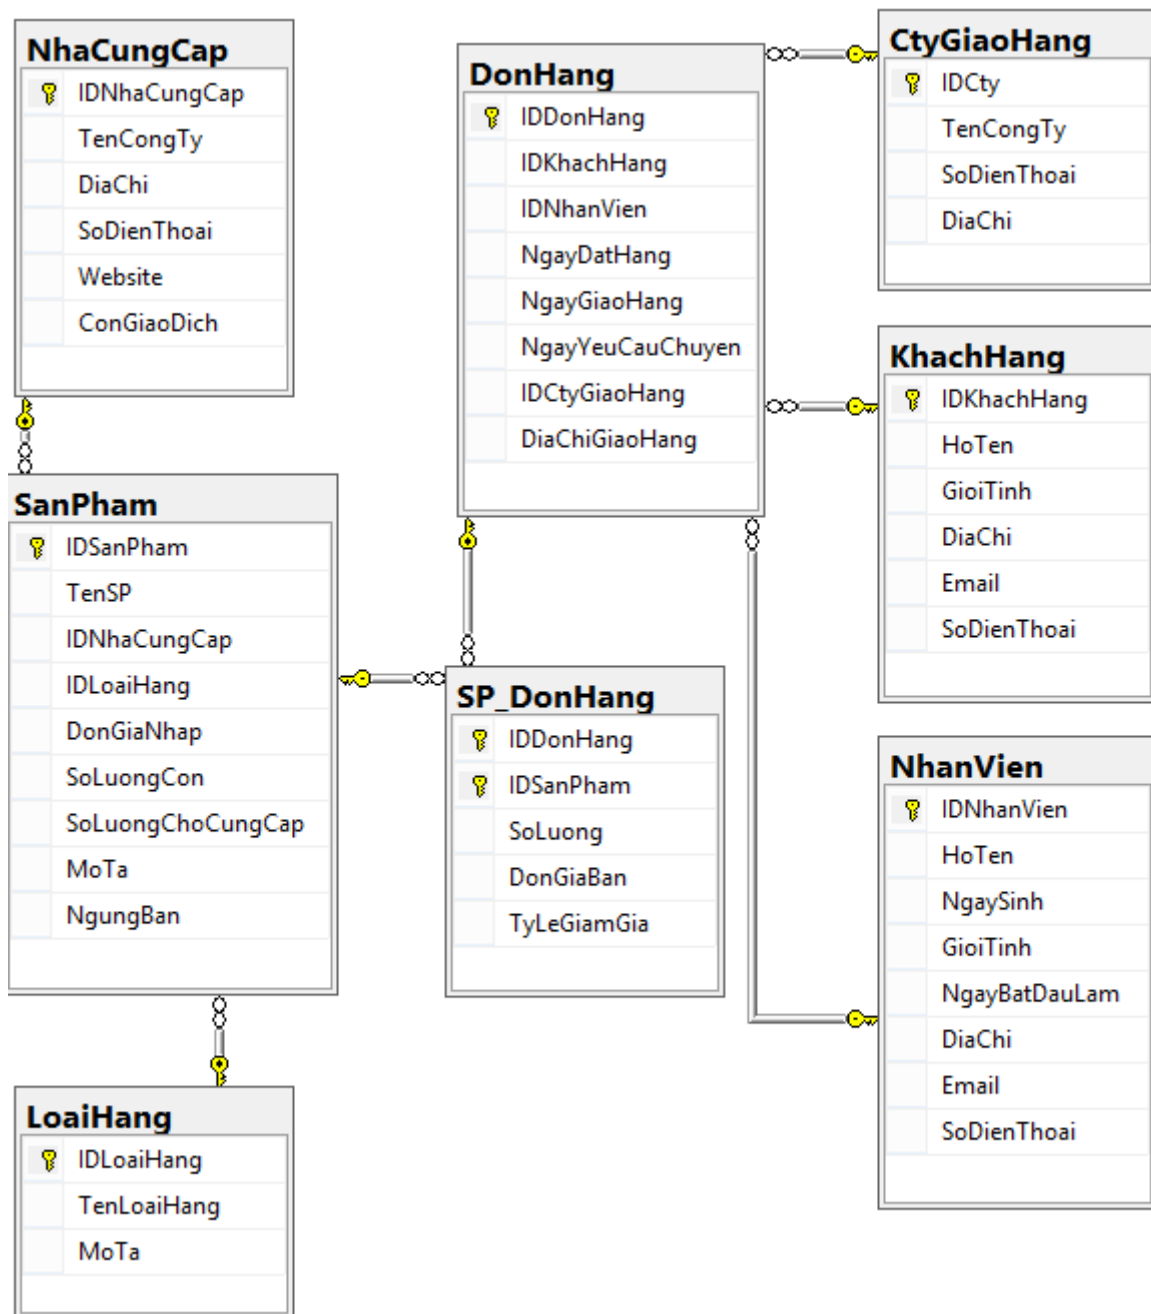 NhaCungCap
IDNhaCungCap
TenCongTy
DiaChi
SoDienThoai
Website
ConGiaoDich
SanPham
IDSanPham
TenSP
IDNhaCungCap
IDLoaiHang
DonGiaNhap
SoLuongCon
SoLuongChoCungCap
MoTa
NgungBan
LoaiHang
IDLoaiHang
TenLoaiHang
MoTa
DonHang
IDDonHang
IDKhachHang
IDNhanVien
NgayDatHang
NgayGiaoHang
NgayYeuCauChuyen
IDCtyGiaoHang
DiaChiGiaoHang
SP_DonHang
IDDonHang
IDSanPham
SoLuong
DonGiaBan
TyLeGiamGia
CtyGiaoHang
IDCty
TenCongTy
SoDienThoai
DiaChi
KhachHang
IDKhachHang
HoTen
GioiTinh
DiaChi
Email
SoDienThoai
NhanVien
IDNhanVien
HoTen
NgaySinh
GioiTinh
NgayBatDauLam
DiaChi
Email
SoDienThoai